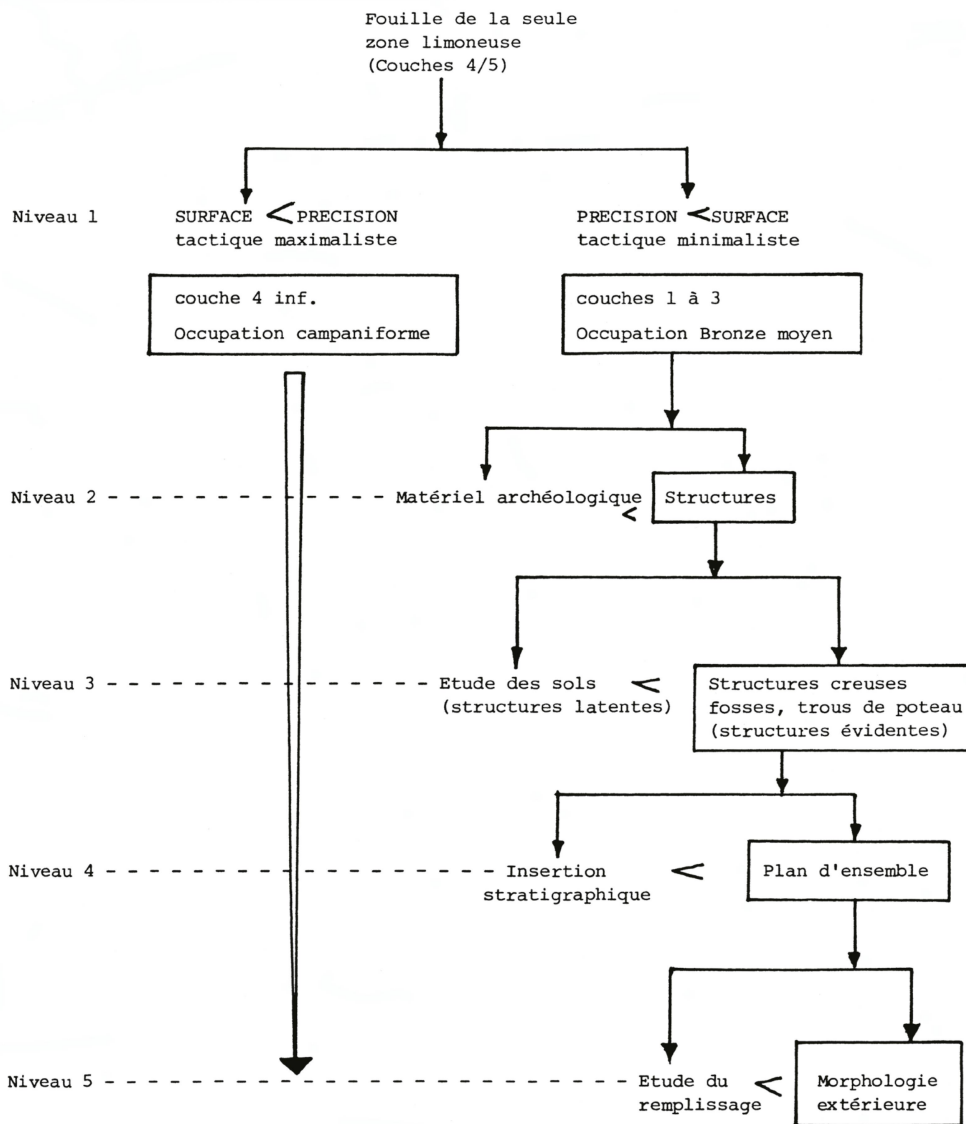 Fouille de la seule
zone limoneuse
(Couches 4/5)
Niveau 1
SURFACE < PRECISION
tactique maximaliste
PRECISION < SURFACE
tactique minimaliste
couche 4 inf.
Occupation campaniforme
couches 1 à 3
Occupation Bronze moyen
Niveau 2 - - - - - - - - - - - - - - - - - - Matériel archéologique < Structures
Niveau 3 - - - - - - - - - - - - - - - - - - - - Etude des sols <
(structures latentes)
Structures creuses
fosses, trous de poteau
(structures évidentes)
Niveau 4 - - - - - - - - - - - - - - - - - - - - - - Insertion < Plan d'ensemble
stratigraphique
Niveau 5 - - - - - - - - - - - - - - - - - - - - - - - - - - - - Etude du <
remplissage
Morphologie
extérieure